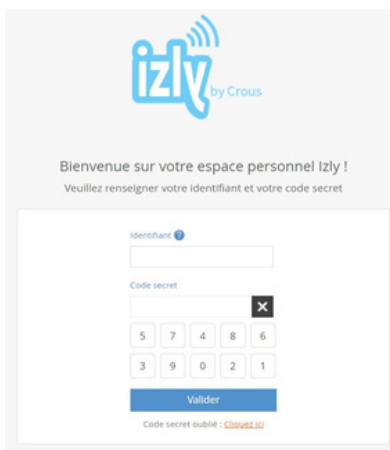 izly
by Crous
Bienvenue sur votre espace personnel Izly !
Veuillez renseigner votre identifiant et votre code secret
Identifiant ?
Code secret
5 7 4 8 6
3 9 0 2 1
Valider
Code secret oublié : Cliquez ici